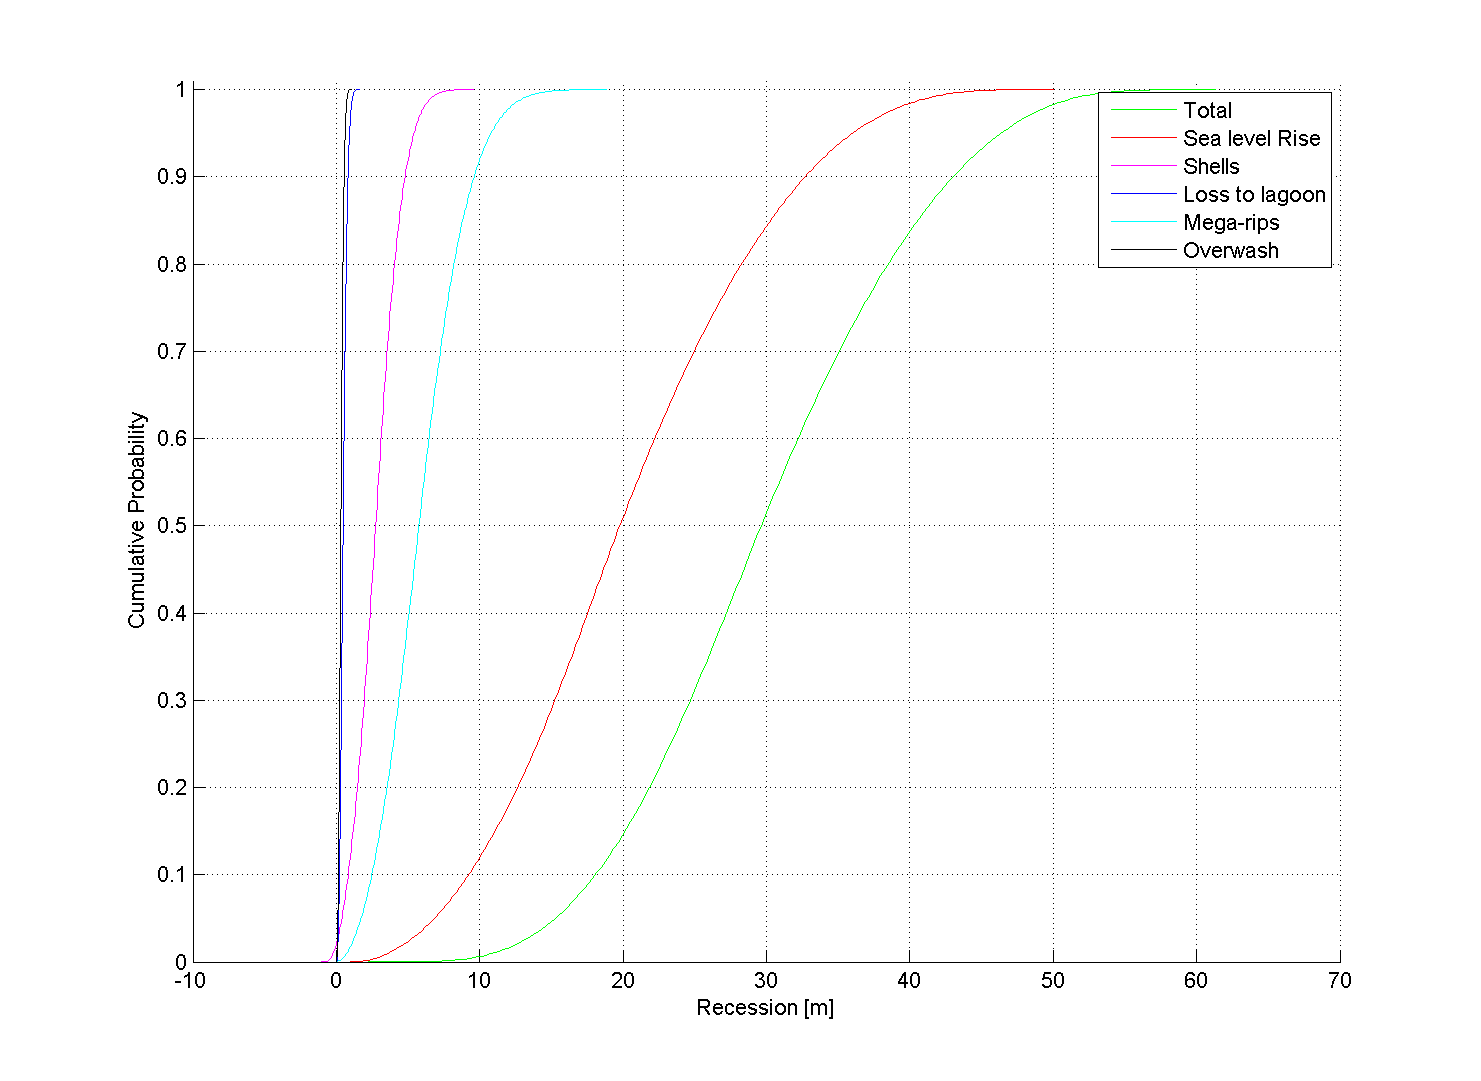 1
0.9
0.8
0.7
0.6
0.5
0.4
0.3
0.2
0.1
0
Cumulative Probability
-10 0 10 20 30 40 50 60 70
Recession [m]
Total
Sea level Rise
Shells
Loss to lagoon
Mega-rips
Overwash